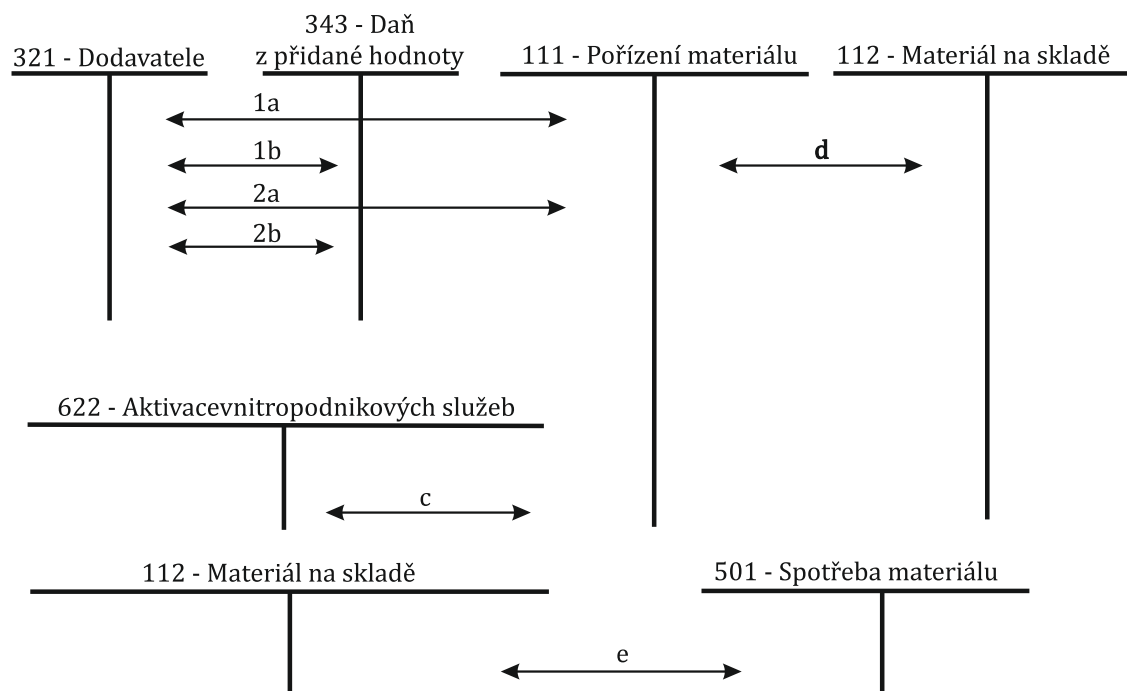 321 - Dodavatele
343 - Daň
z přidané hodnoty
111 - Pořízení materiálu
112 - Materiál na skladě
1a
1b
d
2a
2b
622 - Aktivacevnitropodnikových služeb
c
112 - Materiál na skladě
501 - Spotřeba materiálu
e